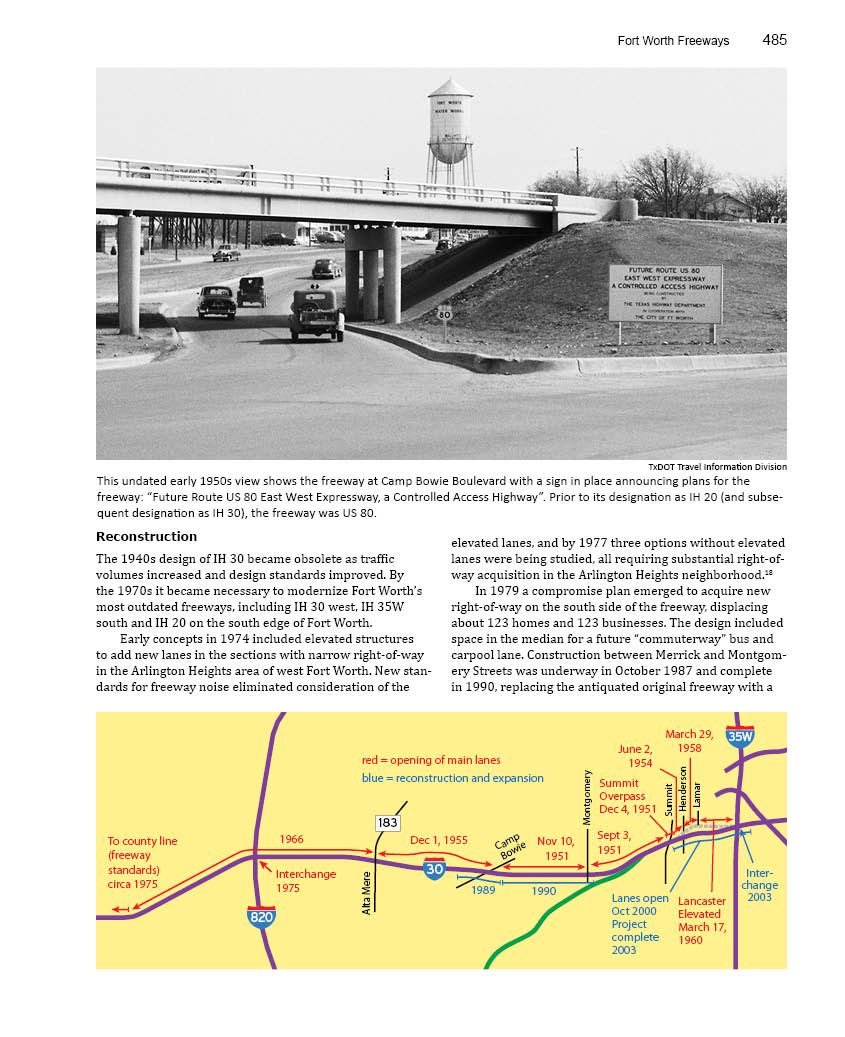 Fort Worth Freeways 485
FORT WORTH
WATER WORKS
FUTURE ROUTE US 80
EAST WEST EXPRESSWAY
A CONTROLLED ACCESS HIGHWAY
BEING CONSTRUCTED
BY
THE TEXAS HIGHWAY DEPARTMENT
IN COOPERATION WITH
THE CITY OF FT WORTH
80
TxDOT Travel Information Division
This undated early 1950s view shows the freeway at Camp Bowie Boulevard with a sign in place announcing plans for the
freeway: “Future Route US 80 East West Expressway, a Controlled Access Highway”. Prior to its designation as IH 20 (and subse-
quent designation as IH 30), the freeway was US 80.
Reconstruction
The 1940s design of IH 30 became obsolete as traffic
volumes increased and design standards improved. By
the 1970s it became necessary to modernize Fort Worth’s
most outdated freeways, including IH 30 west, IH 35W
south and IH 20 on the south edge of Fort Worth.
Early concepts in 1974 included elevated structures
to add new lanes in the sections with narrow right-of-way
in the Arlington Heights area of west Fort Worth. New stan-
dards for freeway noise eliminated consideration of the
elevated lanes, and by 1977 three options without elevated
lanes were being studied, all requiring substantial right-of-
way acquisition in the Arlington Heights neighborhood.18
In 1979 a compromise plan emerged to acquire new
right-of-way on the south side of the freeway, displacing
about 123 homes and 123 businesses. The design included
space in the median for a future “commuterway” bus and
carpool lane. Construction between Merrick and Montgom-
ery Streets was underway in October 1987 and complete
in 1990, replacing the antiquated original freeway with a
red = opening of main lanes
blue = reconstruction and expansion
To county line
(freeway
standards)
circa 1975
1966
Interchange
1975
820
183
Alta Mere
Dec 1, 1955
30
Camp
Bowie
1989
Nov 10,
1951
1990
Montgomery
Sept 3,
1951
Summit
Overpass
Dec 4, 1951
June 2,
1954
March 29,
1958
Summit
Henderson
Lamar
35W
Lanes open
Oct 2000
Project
complete
2003
Lancaster
Elevated
March 17,
1960
Inter-
change
2003